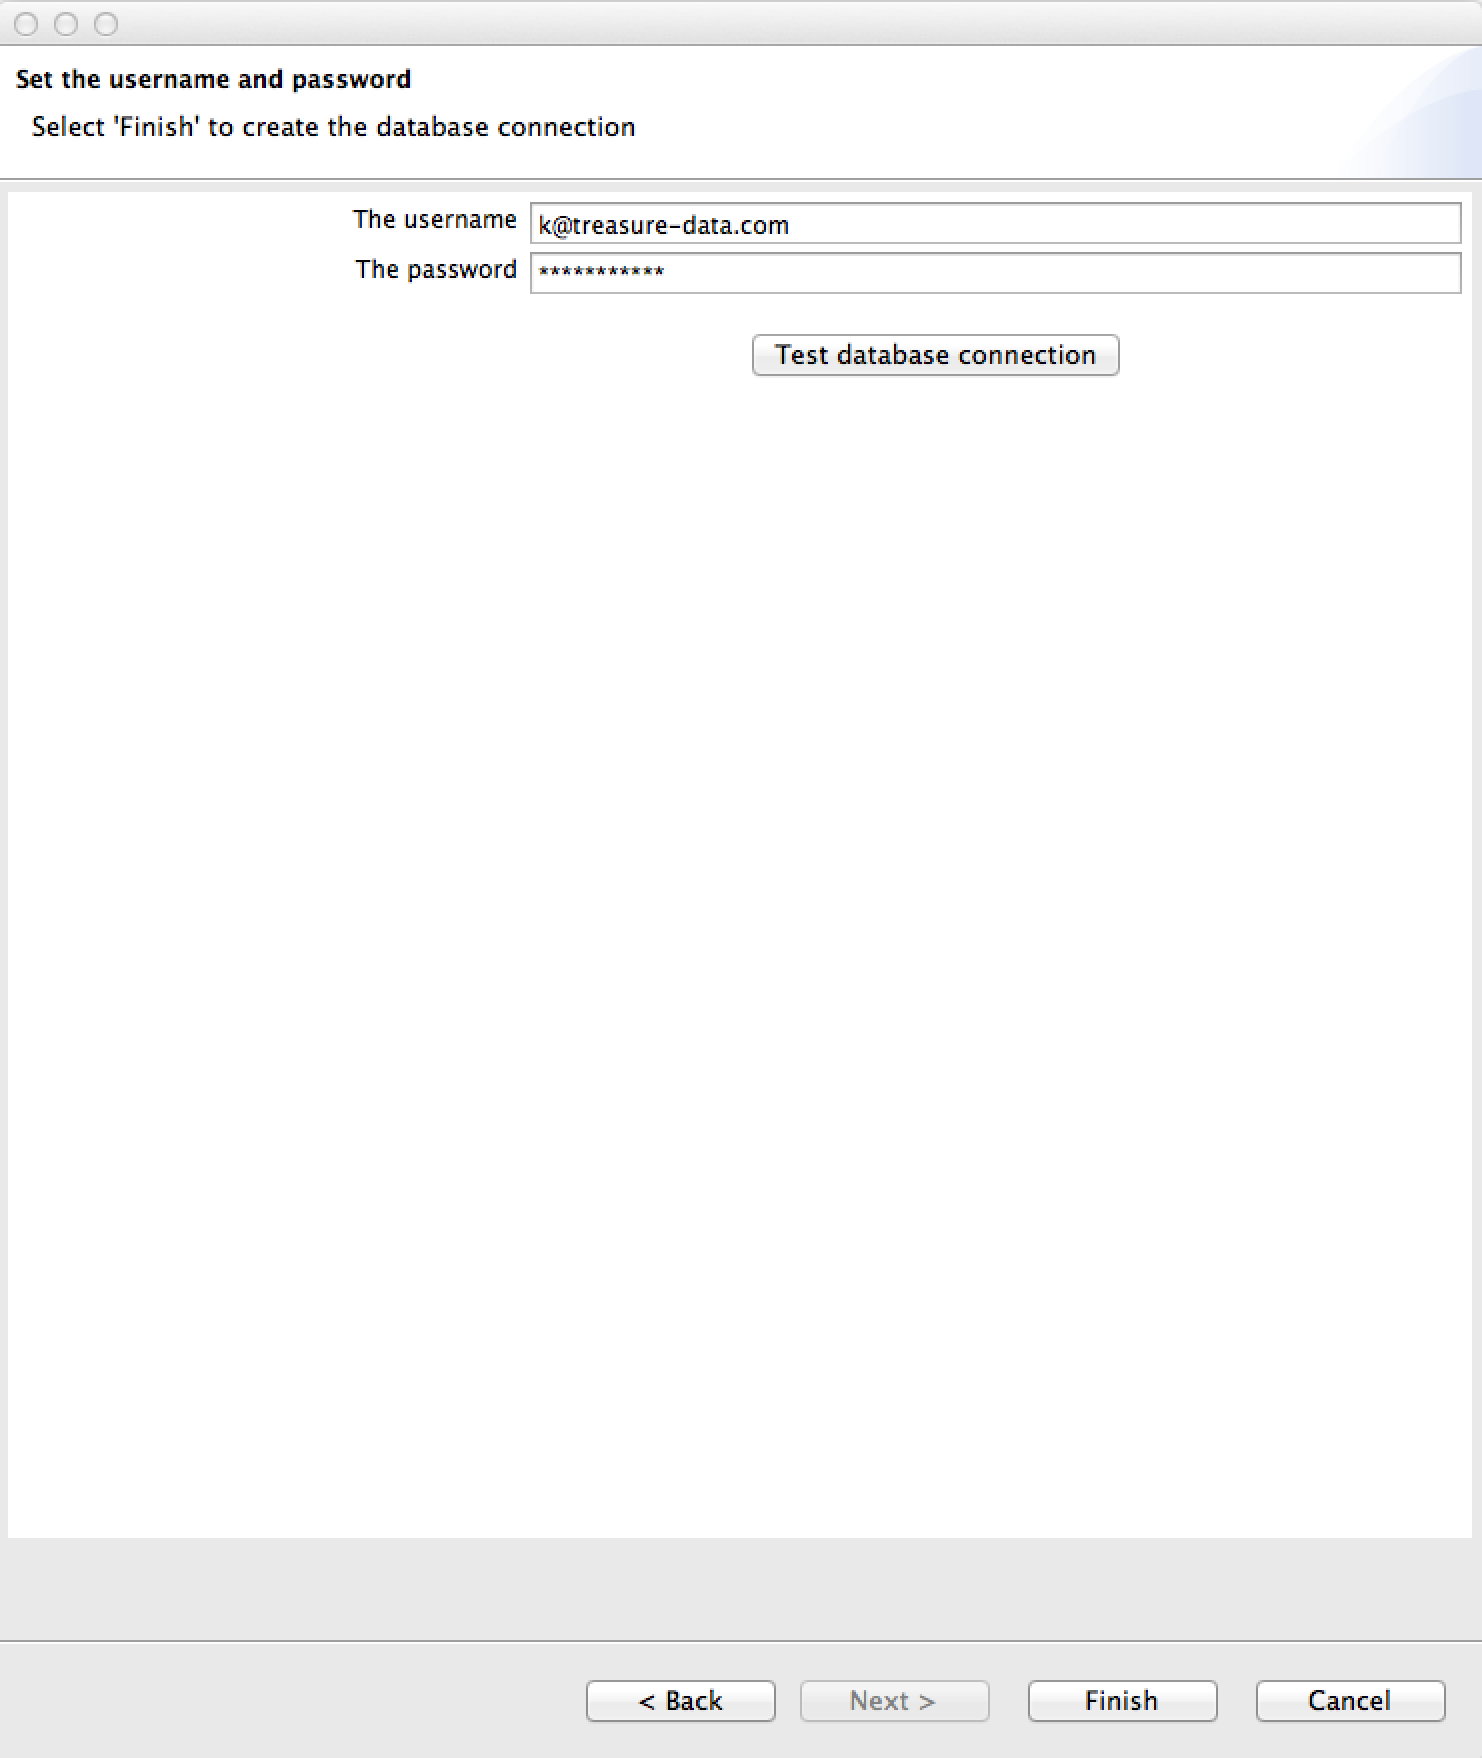 Set the username and password
Select 'Finish' to create the database connection
The username k@treasure-data.com
The password ***********
Test database connection
< Back Next > Finish Cancel